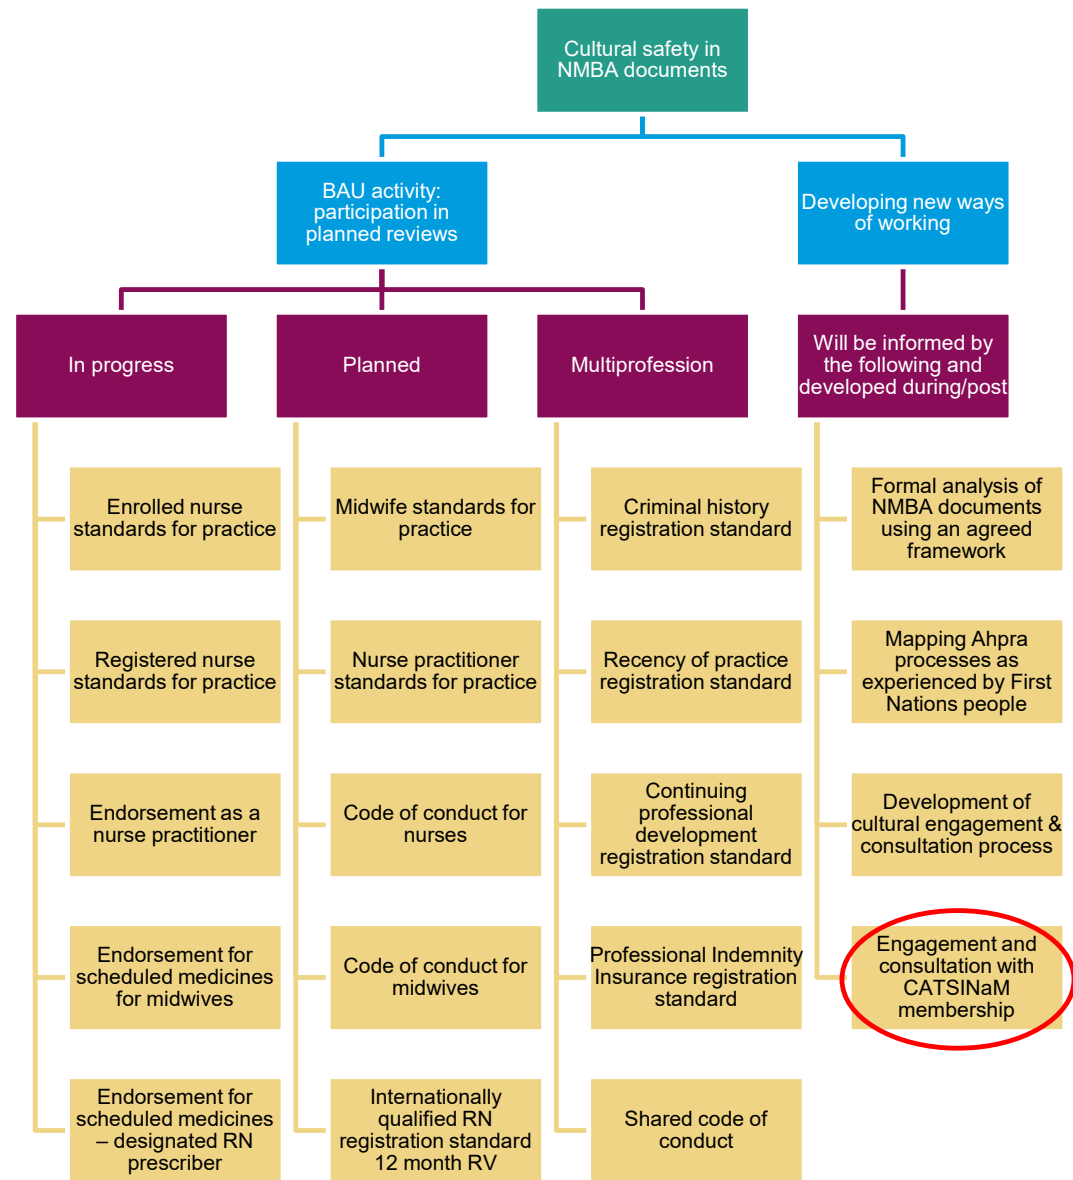 Cultural safety in
NMBA documents
BAU activity:
participation in
planned reviews
Developing new ways
of working
In progress
Planned
Multiprofession
Will be informed by
the following and
developed during/post
Enrolled nurse
standards for practice
Registered nurse
standards for practice
Endorsement as a
nurse practitioner
Endorsement for
scheduled medicines
for midwives
Endorsement for
scheduled medicines
– designated RN
prescriber
Midwife standards for
practice
Nurse practitioner
standards for practice
Code of conduct for
nurses
Code of conduct for
midwives
Internationally
qualified RN
registration standard
12 month RV
Criminal history
registration standard
Recency of practice
registration standard
Continuing
professional
development
registration standard
Professional Indemnity
Insurance registration
standard
Shared code of
conduct
Formal analysis of
NMBA documents
using an agreed
framework
Mapping Ahpra
processes as
experienced by First
Nations people
Development of
cultural engagement &
consultation process
Engagement and
consultation with
CATSINaM
membership